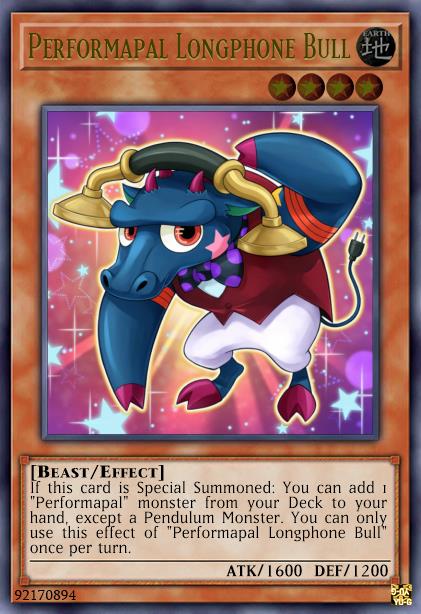 PERFORMAPAL LONGPHONE BULL
EARTH
地
[BEAST/EFFECT]
If this card is Special Summoned: You can add 1
"Performapal" monster from your Deck to your
hand, except a Pendulum Monster. You can only
use this effect of "Performapal Longphone Bull"
once per turn.
ATK/1600 DEF/1200
92170894